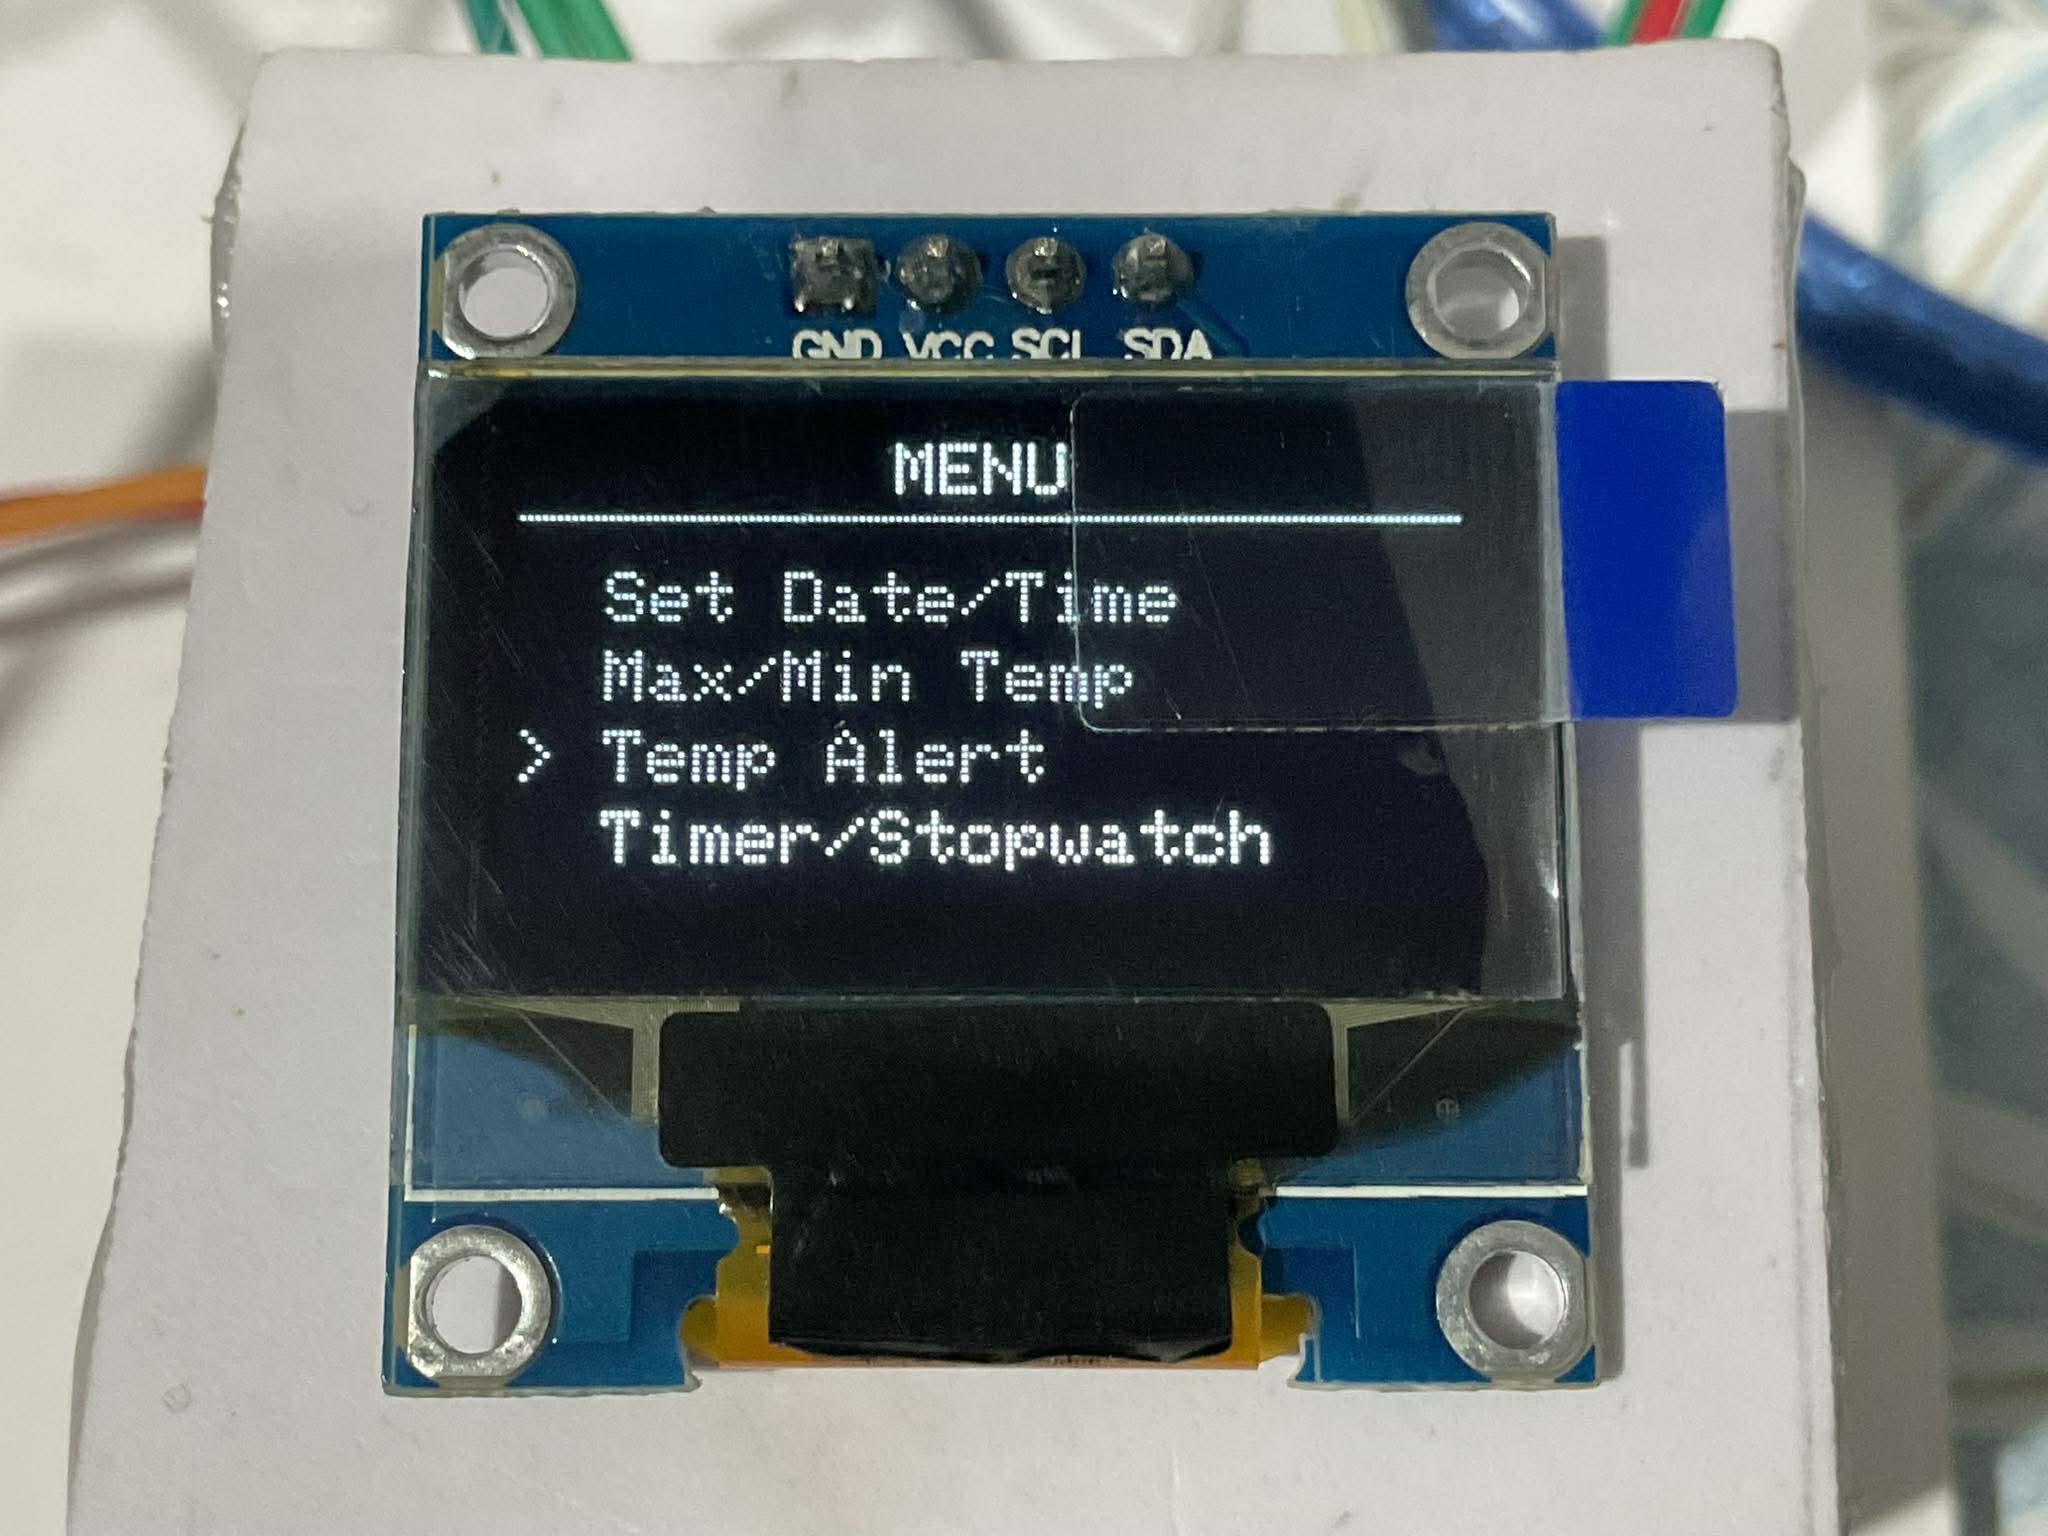 GND VCC SCL SDA
MENU
Set Date/Time
Max/Min Temp
> Temp Alert
Timer/Stopwatch